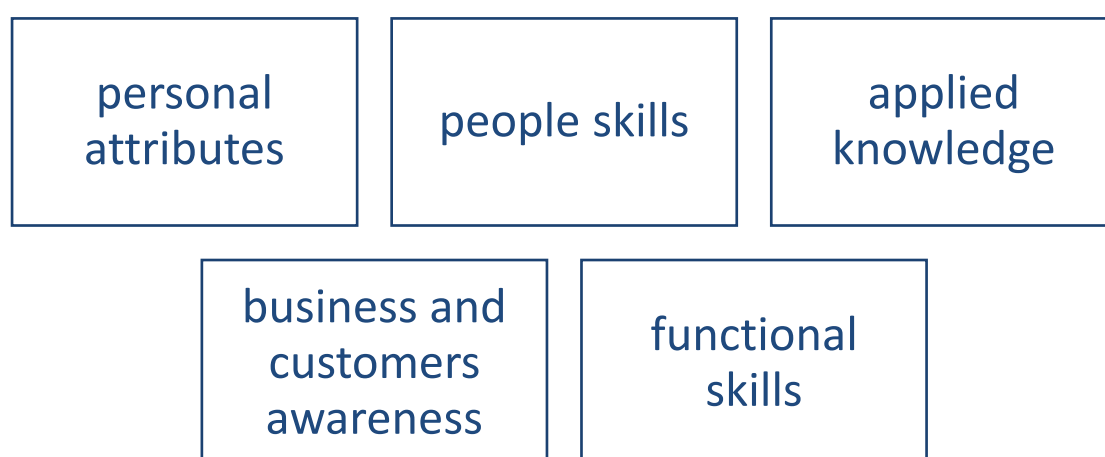 personal
attributes
people skills
applied
knowledge
business and
customers
awareness
functional
skills